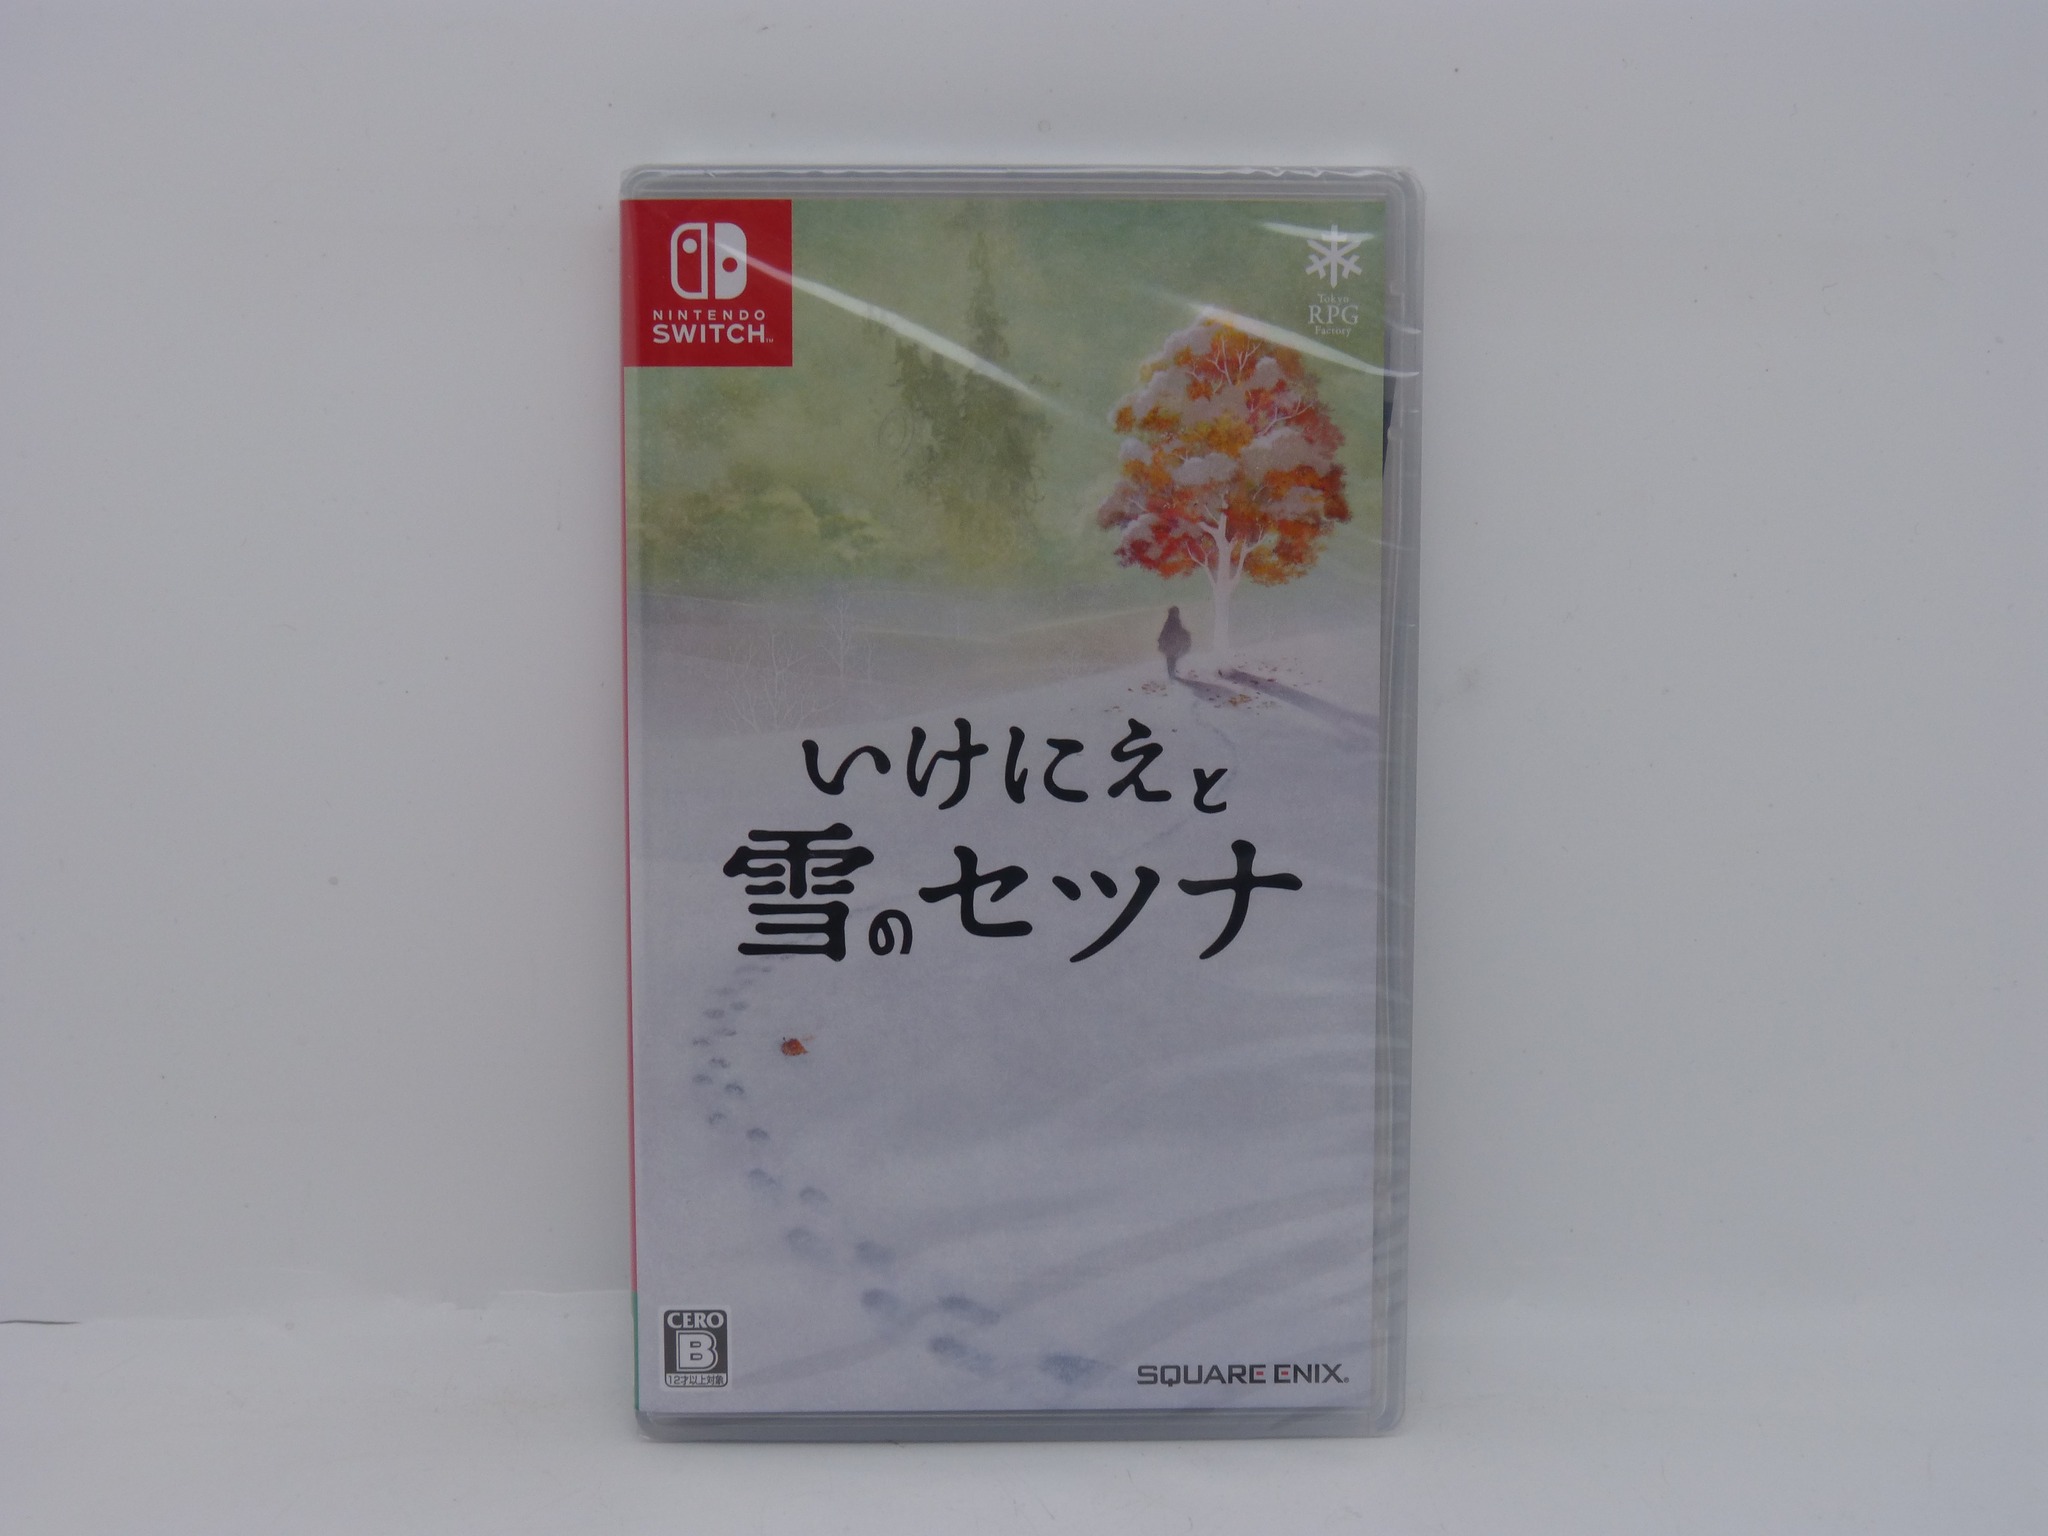 NINTENDO
SWITCH™
Tokyo
RPG
Factory
いけにえと
雪のセツナ
CERO
B
12才以上対象
SQUARE ENIX®